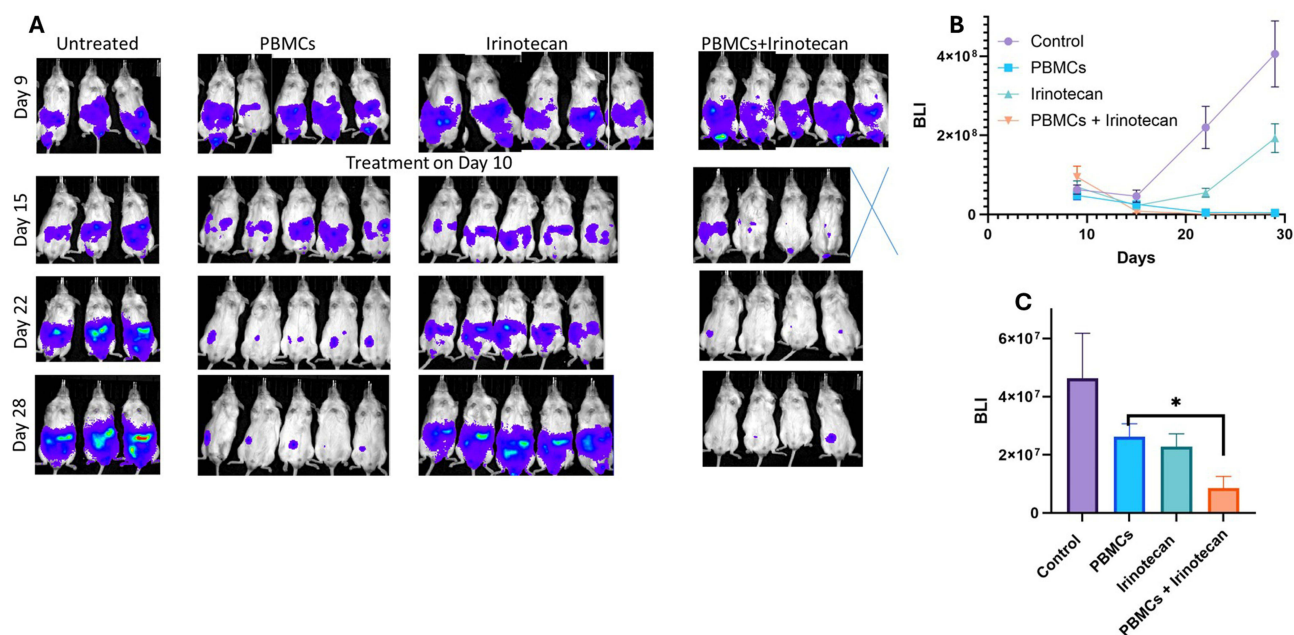 A
Untreated
PBMCs
Irinotecan
PBMCs+Irinotecan
Day 9
Treatment on Day 10
Day 15
Day 22
Day 28
B
4×10⁸
2×10⁸
0
BLI
Control
PBMCs
Irinotecan
PBMCs + Irinotecan
0 10 20 30
Days
C
6×10⁷
4×10⁷
2×10⁷
0
BLI
*
Control
PBMCs
Irinotecan
PBMCs + Irinotecan